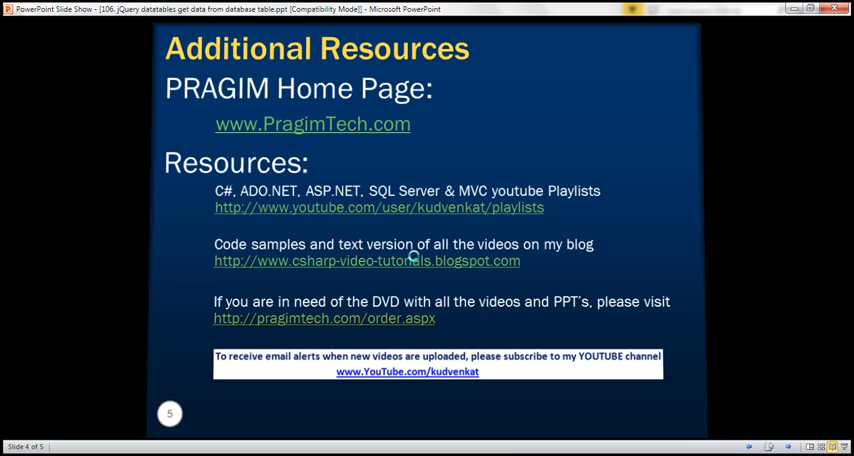 PowerPoint Slide Show - [106. jQuery datatables get data from database table.ppt [Compatibility Mode]] - Microsoft PowerPoint
Additional Resources
PRAGIM Home Page:
www.PragimTech.com
Resources:
C#, ADO.NET, ASP.NET, SQL Server & MVC youtube Playlists
http://www.youtube.com/user/kudvenkat/playlists
Code samples and text version of all the videos on my blog
http://www.csharp-video-tutorials.blogspot.com
If you are in need of the DVD with all the videos and PPT's, please visit
http://pragimtech.com/order.aspx
To receive email alerts when new videos are uploaded, please subscribe to my YOUTUBE channel
www.YouTube.com/kudvenkat
5
Slide 4 of 5